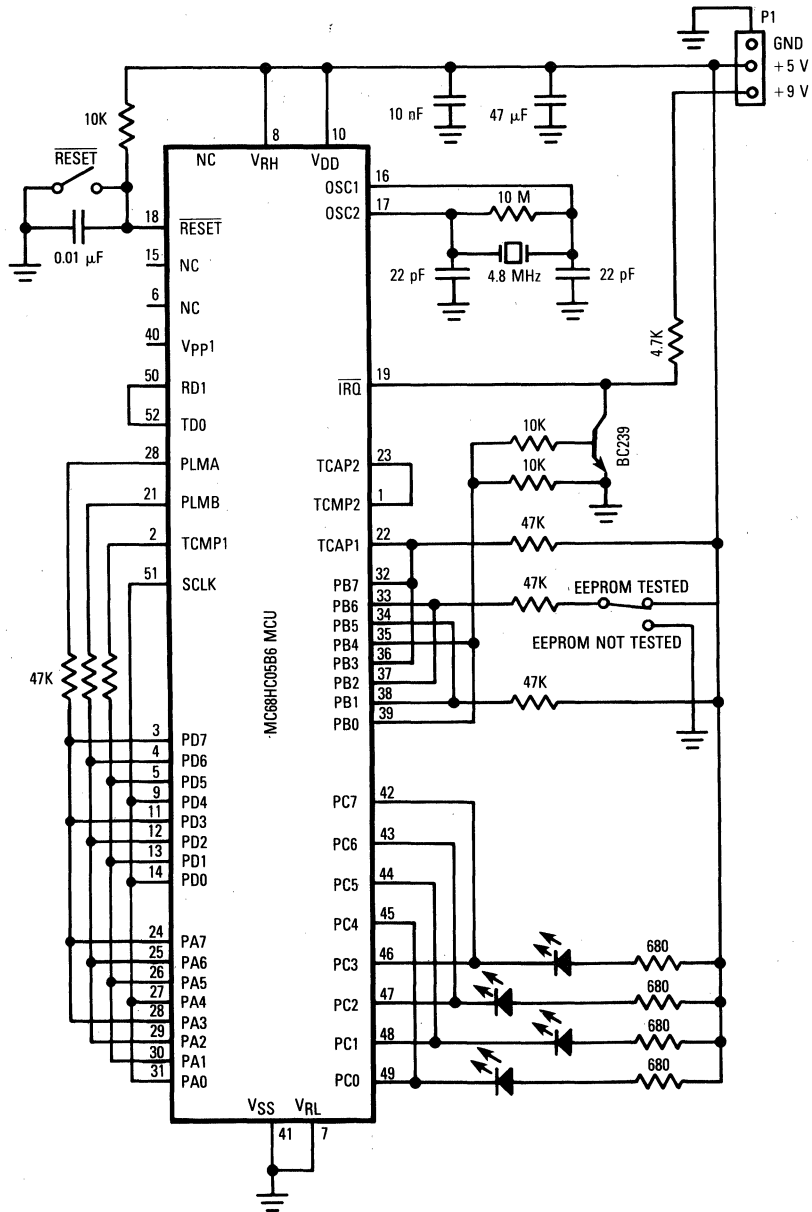 P1
GND
+5 V
+9 V
10K
8
10
10 nF
47 µF
RESET
NC
VRH
VDD
18
RESET
0.01 µF
15
NC
6
NC
40
VPP1
50
RD1
52
TD0
28
PLMA
21
PLMB
2
TCMP1
51
SCLK
47K
3
PD7
4
PD6
5
PD5
9
PD4
11
PD3
12
PD2
13
PD1
14
PD0
24
PA7
25
PA6
26
PA5
27
PA4
28
PA3
29
PA2
30
PA1
31
PA0
MC68HC05B6 MCU
OSC1
16
OSC2
17
10 M
22 pF
4.8 MHz
22 pF
4.7K
IRQ
19
10K
BC239
10K
TCAP2
23
TCMP2
1
TCAP1
22
47K
PB7
32
PB6
33
47K
EEPROM TESTED
PB5
34
PB4
35
EEPROM NOT TESTED
PB3
36
PB2
37
PB1
38
47K
PB0
39
PC7
42
PC6
43
PC5
44
PC4
45
PC3
46
680
PC2
47
680
PC1
48
680
PC0
49
680
VSS
VRL
41
7